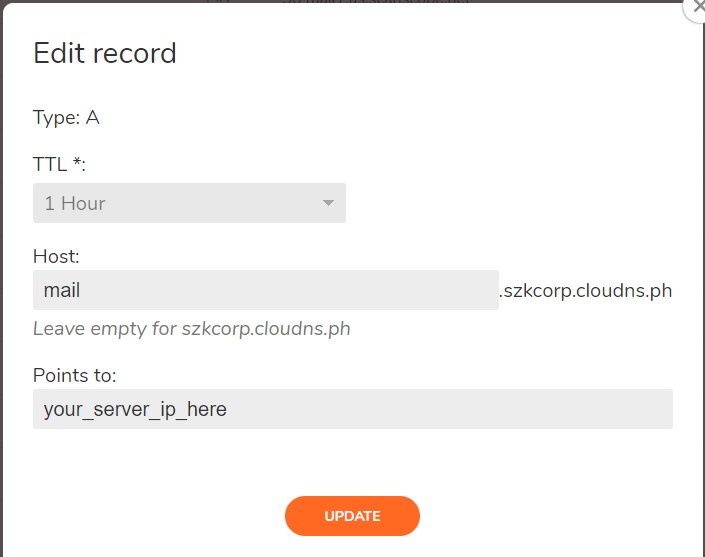 Edit record
Type: A
TTL *:
1 Hour
Host:
mail .szkcorp.cloudns.ph
Leave empty for szkcorp.cloudns.ph
Points to:
your_server_ip_here
UPDATE